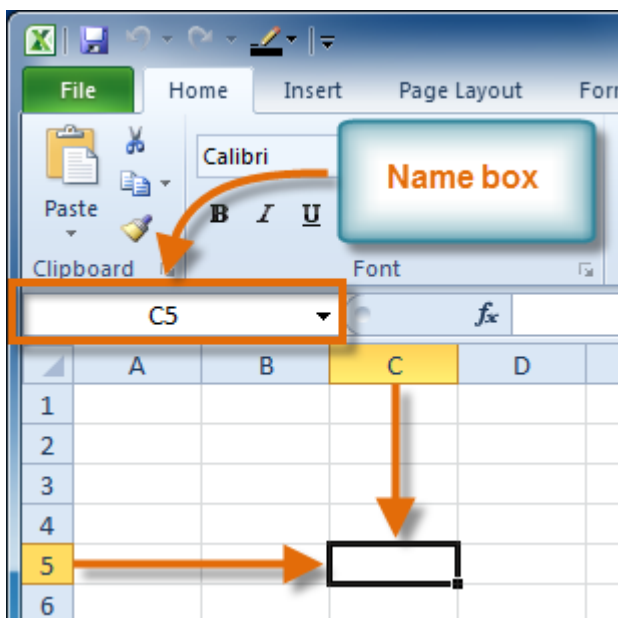 File Home Insert Page Layout
Calibri
Name box
Paste
B I U
Clipboard Font
C5 fx
A B C D
1
2
3
4
5
6